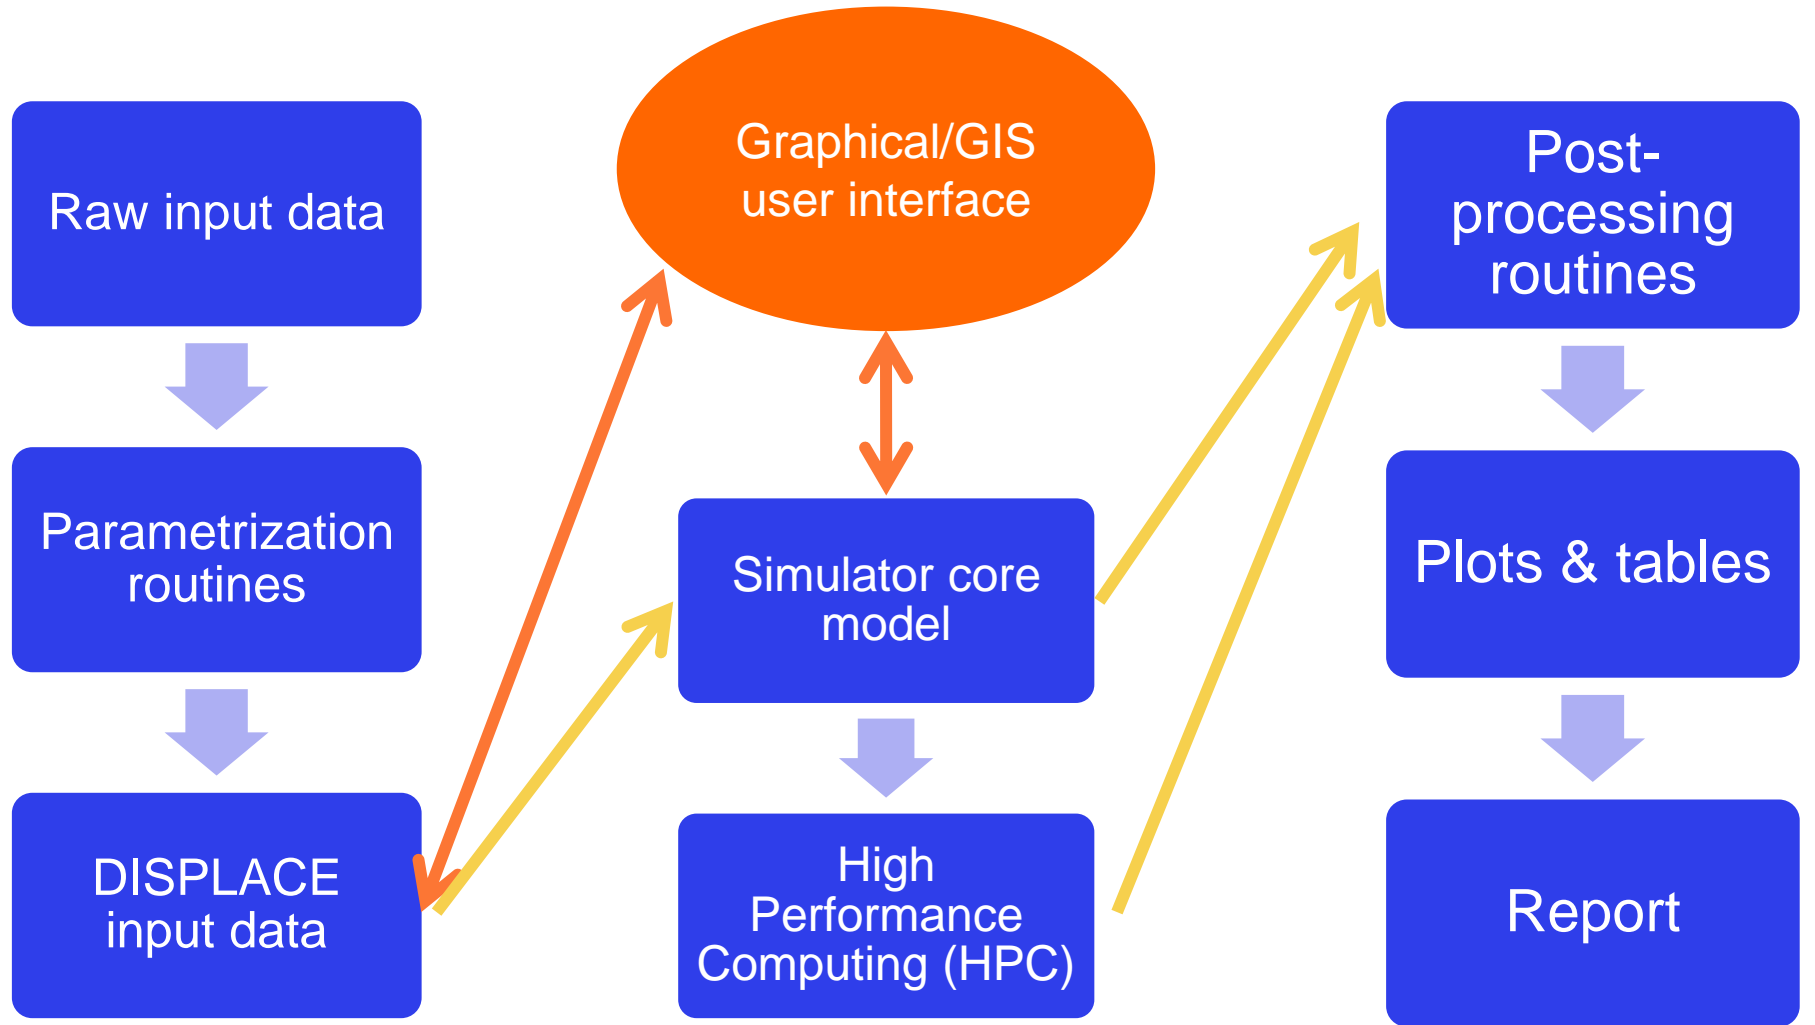 Raw input data
Parametrization
routines
DISPLACE
input data
Graphical/GIS
user interface
Simulator core
model
High
Performance
Computing (HPC)
Post-
processing
routines
Plots & tables
Report